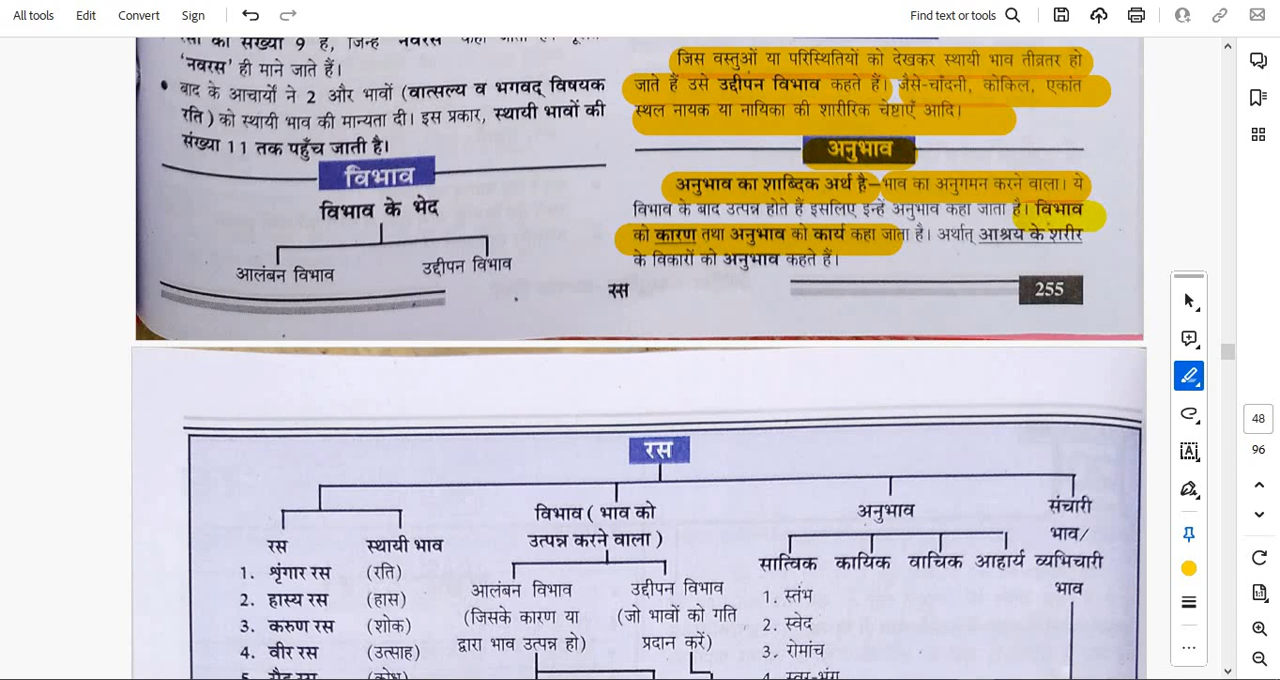 All tools Edit Convert Sign
Find text or tools
'नवरस' ही माने जाते हैं।
• बाद के आचार्यों ने 2 और भावों (वात्सल्य व भगवद् विषयक
रति) को स्थायी भाव की मान्यता दी। इस प्रकार, स्थायी भावों की
संख्या 11 तक पहुँच जाती है।
विभाव
विभाव के भेद
आलंबन विभाव उद्दीपन विभाव
जिस वस्तुओं या परिस्थितियों को देखकर स्थायी भाव तीव्रतर हो
जाते हैं उसे उद्दीपन विभाव कहते हैं। जैसे-चाँदनी, कोकिल, एकांत
स्थल नायक या नायिका की शारीरिक चेष्टाएँ आदि।
अनुभाव
अनुभाव का शाब्दिक अर्थ है–भाव का अनुगमन करने वाला। ये
विभाव के बाद उत्पन्न होते हैं इसलिए इन्हें अनुभाव कहा जाता है। विभाव
को कारण तथा अनुभाव को कार्य कहा जाता है। अर्थात् आश्रय के शरीर
के विकारों को अनुभाव कहते हैं।
रस 255
रस
रस स्थायी भाव
1. शृंगार रस (रति)
2. हास्य रस (हास)
3. करुण रस (शोक)
4. वीर रस (उत्साह)
विभाव ( भाव को
उत्पन्न करने वाला )
आलंबन विभाव
(जिसके कारण या
द्वारा भाव उत्पन्न हो)
उद्दीपन विभाव
(जो भावों को गति
प्रदान करें)
अनुभाव
सात्विक कायिक वाचिक आहार्य
1. स्तंभ
2. स्वेद
3. रोमांच
संचारी
भाव/
व्यभिचारी
भाव
48
96